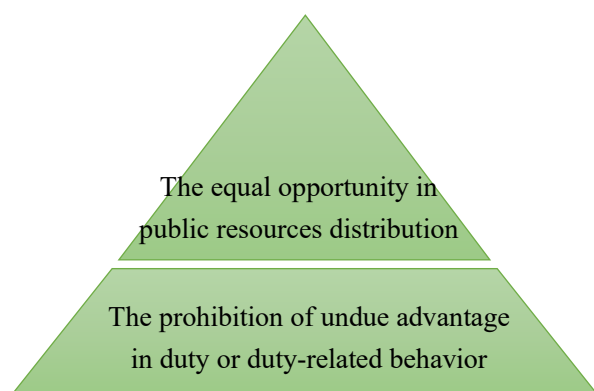 The equal opportunity in
public resources distribution
The prohibition of undue advantage
in duty or duty-related behavior